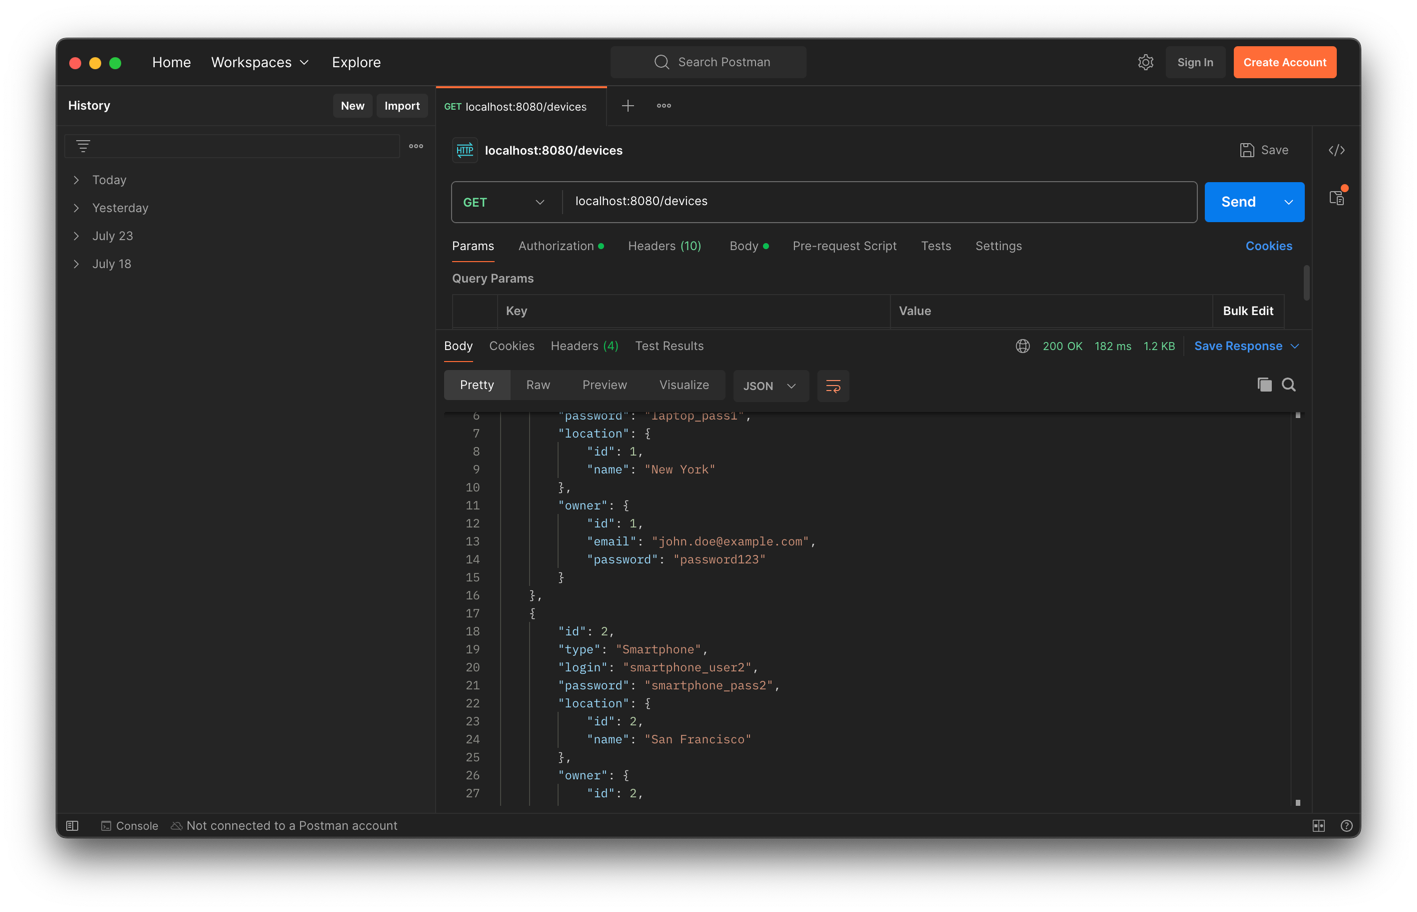 Home Workspaces Explore Search Postman Sign In Create Account
History New Import GET localhost:8080/devices
HTTP localhost:8080/devices Save
Today
Yesterday
July 23
July 18
GET localhost:8080/devices Send
Params Authorization Headers (10) Body Pre-request Script Tests Settings Cookies
Query Params
Key Value Bulk Edit
Body Cookies Headers (4) Test Results 200 OK 182 ms 1.2 KB Save Response
Pretty Raw Preview Visualize JSON
6 "password": "laptop_pass1",
7 "location": {
8 "id": 1,
9 "name": "New York"
10 },
11 "owner": {
12 "id": 1,
13 "email": "john.doe@example.com",
14 "password": "password123"
15 }
16 },
17 {
18 "id": 2,
19 "type": "Smartphone",
20 "login": "smartphone_user2",
21 "password": "smartphone_pass2",
22 "location": {
23 "id": 2,
24 "name": "San Francisco"
25 },
26 "owner": {
27 "id": 2,
Console Not connected to a Postman account